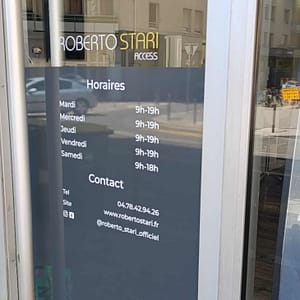 ROBERTO STARI
ACCESS
Horaires
Mardi 9h-19h
Mercredi 9h-19h
Jeudi 9h-19h
Vendredi 9h-19h
Samedi 9h-18h
Contact
Tel 04.78.42.94.26
Site www.robertostari.fr
@roberto_stari_officiel